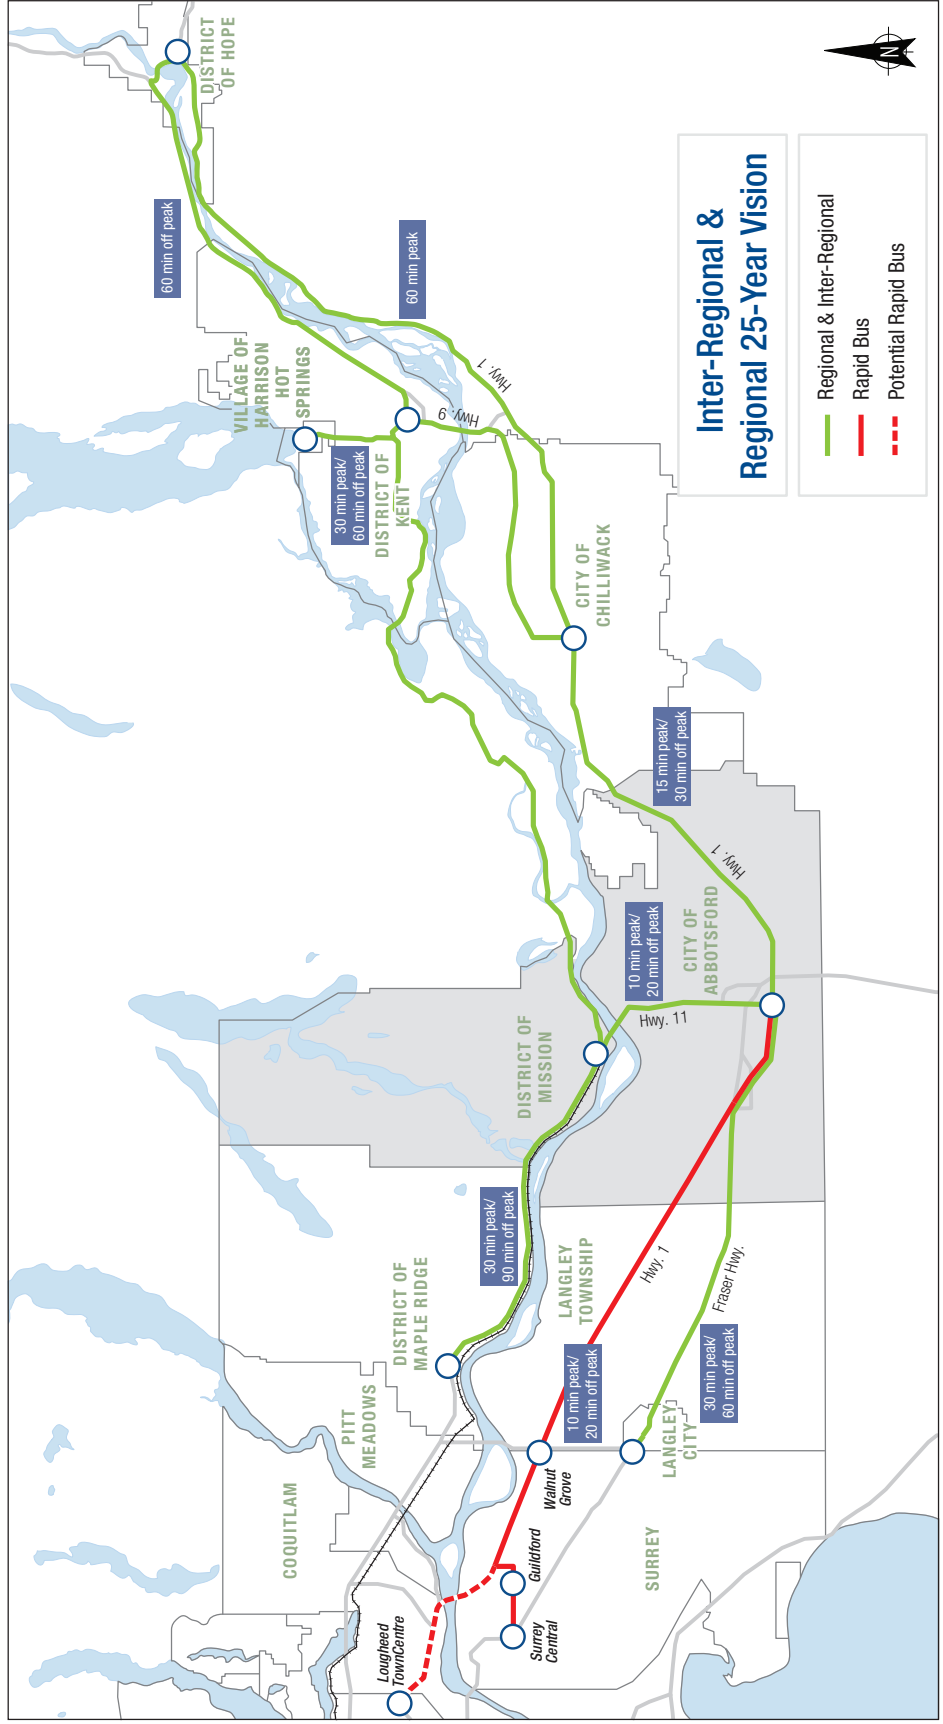 Inter-Regional &
Regional 25-Year Vision
Regional & Inter-Regional
Rapid Bus
Potential Rapid Bus
N
DISTRICT
OF HOPE
60 min off peak
60 min peak
VILLAGE OF
HARRISON
HOT
SPRINGS
30 min peak/
60 min off peak
DISTRICT OF
KENT
Hwy. 9
Hwy. 1
CITY OF
CHILLIWACK
15 min peak/
30 min off peak
Hwy. 1
CITY OF
ABBOTSFORD
10 min peak/
20 min off peak
Hwy. 11
DISTRICT OF
MISSION
30 min peak/
90 min off peak
DISTRICT OF
MAPLE RIDGE
LANGLEY
TOWNSHIP
Hwy. 1
Fraser Hwy.
10 min peak/
20 min off peak
30 min peak/
60 min off peak
PITT
MEADOWS
LANGLEY
CITY
Walnut
Grove
COQUITLAM
SURREY
Guildford
Surrey
Central
Lougheed
TownCentre